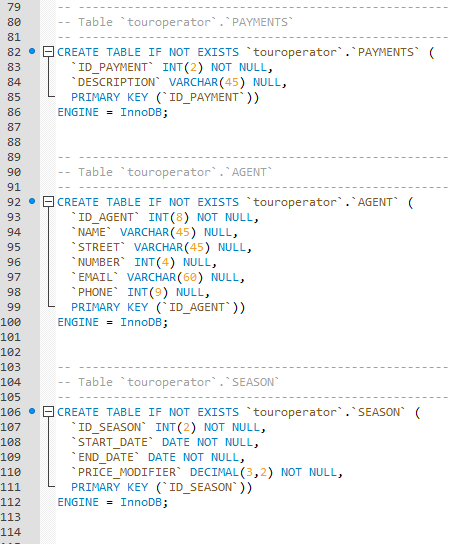 79 -- -----------------------------------------------------
80 -- Table `touroperator`.`PAYMENTS`
81 -- -----------------------------------------------------
82 CREATE TABLE IF NOT EXISTS `touroperator`.`PAYMENTS` (
83 `ID_PAYMENT` INT(2) NOT NULL,
84 `DESCRIPTION` VARCHAR(45) NULL,
85 PRIMARY KEY (`ID_PAYMENT`))
86 ENGINE = InnoDB;
87
88
89 -- -----------------------------------------------------
90 -- Table `touroperator`.`AGENT`
91 -- -----------------------------------------------------
92 CREATE TABLE IF NOT EXISTS `touroperator`.`AGENT` (
93 `ID_AGENT` INT(8) NOT NULL,
94 `NAME` VARCHAR(45) NULL,
95 `STREET` VARCHAR(45) NULL,
96 `NUMBER` INT(4) NULL,
97 `EMAIL` VARCHAR(60) NULL,
98 `PHONE` INT(9) NULL,
99 PRIMARY KEY (`ID_AGENT`))
100 ENGINE = InnoDB;
101
102
103 -- -----------------------------------------------------
104 -- Table `touroperator`.`SEASON`
105 -- -----------------------------------------------------
106 CREATE TABLE IF NOT EXISTS `touroperator`.`SEASON` (
107 `ID_SEASON` INT(2) NOT NULL,
108 `START_DATE` DATE NOT NULL,
109 `END_DATE` DATE NOT NULL,
110 `PRICE_MODIFIER` DECIMAL(3,2) NOT NULL,
111 PRIMARY KEY (`ID_SEASON`))
112 ENGINE = InnoDB;
113
114